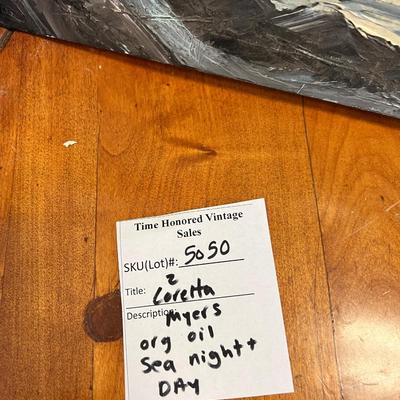 Time Honored Vintage
Sales
SKU(Lot)#: 5050
2
Title: Loretta
Description: Myers
org oil
Sea night +
DAY